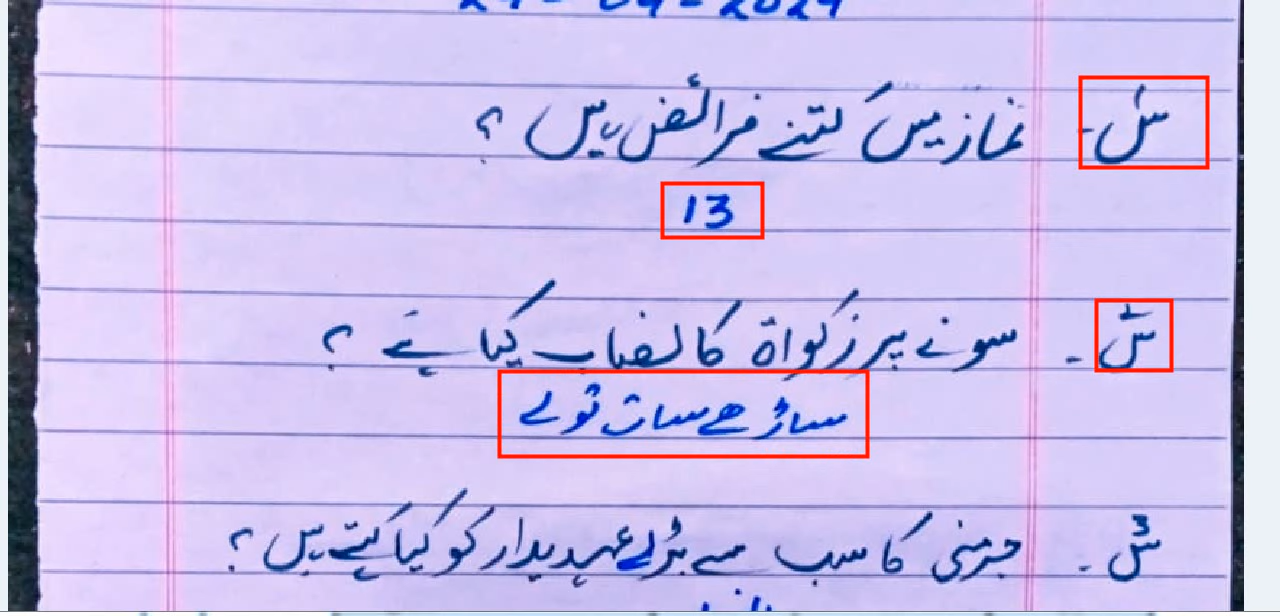 س۱۔ نماز میں کتنے فرائض ہیں؟
13
س۲۔ سونے پر زکواۃ کا نصاب کیا ہے؟
ساڑھے سات تولے
س۳۔ جرمنی کا سب سے بڑے عہدیدار کو کیا کہتے ہیں؟